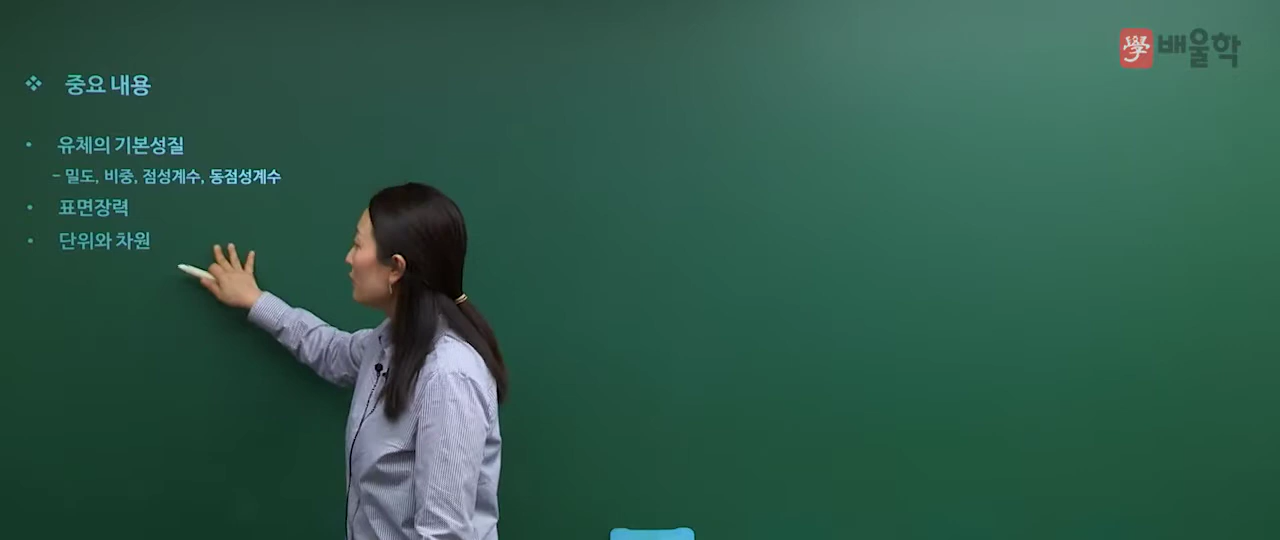 學 배울학
❖ 중요 내용
• 유체의 기본성질
– 밀도, 비중, 점성계수, 동점성계수
• 표면장력
• 단위와 차원